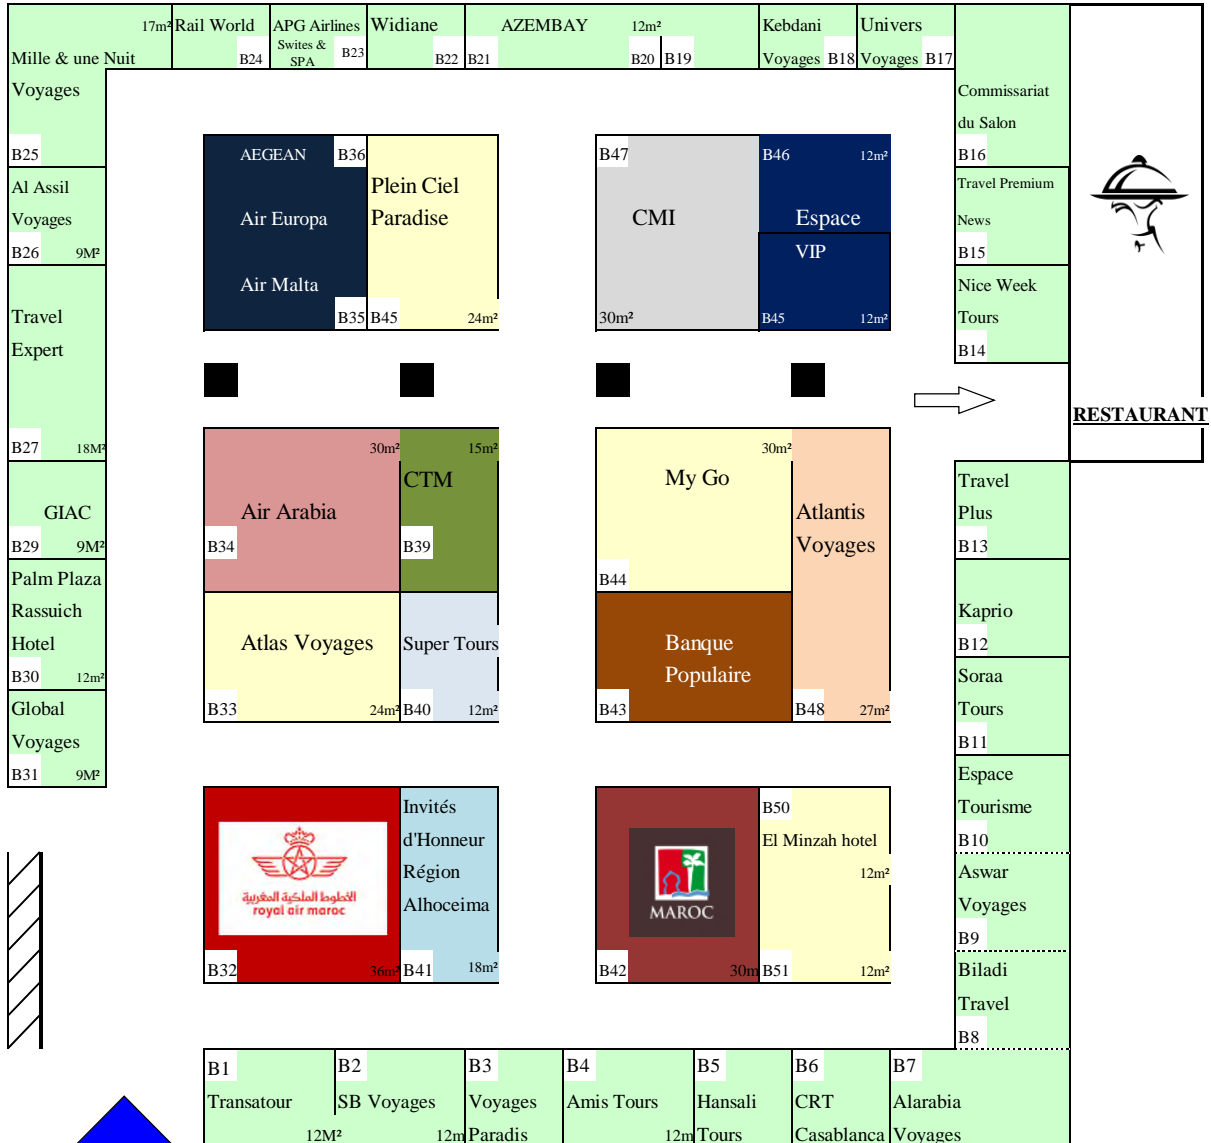 17m² Rail World APG Airlines Widiane AZEMBAY 12m² Kebdani Univers
Swites &
Mille & une Nuit B24 SPA B23 B22 B21 B20 B19 Voyages B18 Voyages B17
Voyages
B25
Commissariat
du Salon
B16
AEGEAN B36
Air Europa
Air Malta
B35
Plein Ciel
Paradise
B45 24m²
B47
CMI
30m²
B46 12m²
Espace
VIP
B45 12m²
Al Assil
Voyages
B26 9M²
Travel Premium
News
B15
Nice Week
Tours
B14
Travel
Expert
B27 18M²
RESTAURANT
30m²
Air Arabia
B34
15m²
CTM
B39
30m²
My Go
B44
Atlantis
Voyages
B48 27m²
Travel
Plus
B13
GIAC
B29 9M²
Palm Plaza
Rassuich
Hotel
B30 12m²
Atlas Voyages
B33 24m²
Super Tours
B40 12m²
Banque
Populaire
B43
Kaprio
B12
Soraa
Tours
B11
Global
Voyages
B31 9M²
الخطوط الملكية المغربية
royal air maroc
B32 36m²
Invités
d'Honneur
Région
Alhoceima
B41 18m²
MAROC
B42 30m
B50
El Minzah hotel
12m²
B51 12m²
Espace
Tourisme
B10
Aswar
Voyages
B9
Biladi
Travel
B8
B1
Transatour
12M²
B2
SB Voyages
12m
B3
Voyages
Paradis
B4
Amis Tours
12m
B5
Hansali
Tours
B6
CRT
Casablanca
B7
Alarabia
Voyages